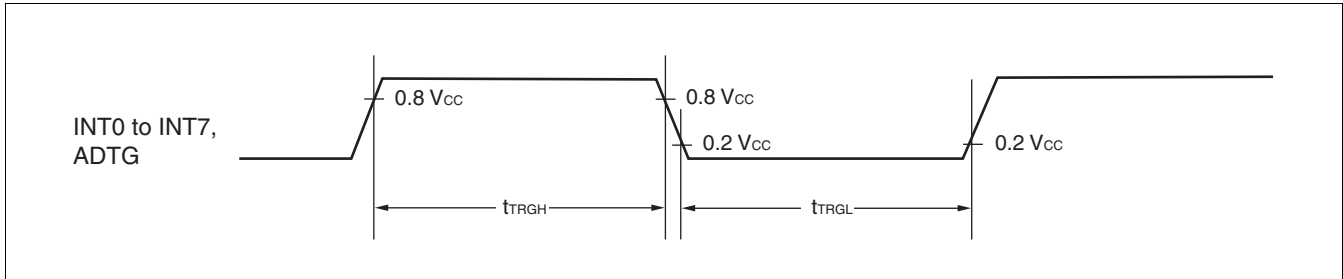 0.8 VCC
0.8 VCC
INT0 to INT7,
ADTG
0.2 VCC
0.2 VCC
tTRGH
tTRGL